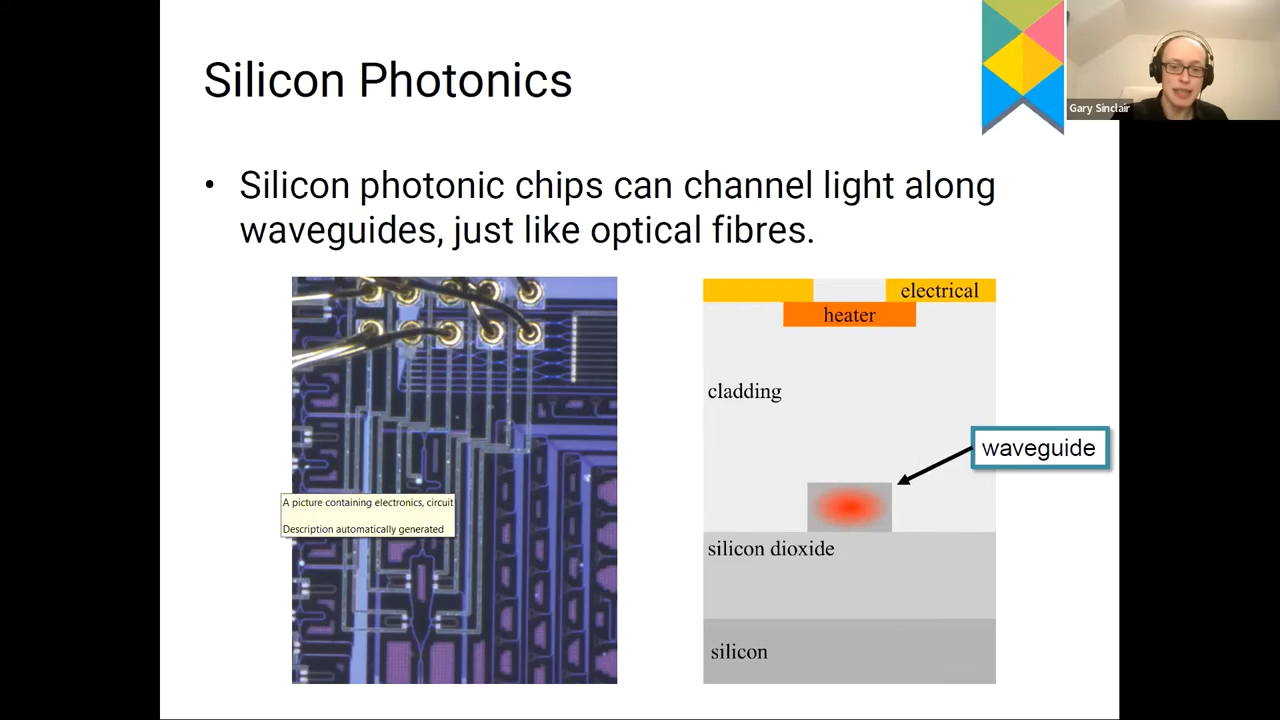 Silicon Photonics
Gary Sinclair
• Silicon photonic chips can channel light along
waveguides, just like optical fibres.
electrical
heater
cladding
waveguide
A picture containing electronics, circuit
Description automatically generated
silicon dioxide
silicon